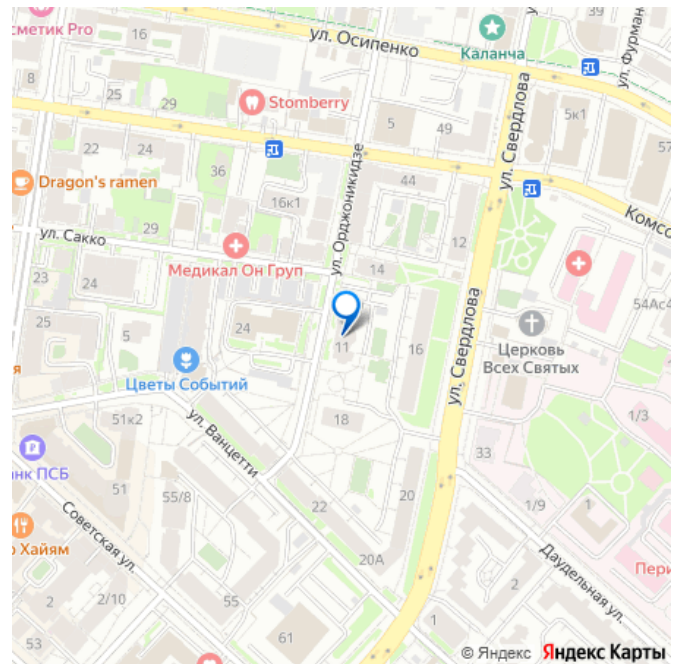 сметик Pro
16
ул. Осипенко
Каланча
39
ул. Фурман
8
25
29
Stomberry
5
49
5к1
57
22
24
36
44
Dragon's ramen
16к1
ул. Орджоникидзе
ул. Свердлова
Комсо
29
ул. Сакко
Медикал Он Груп
14
12
23
24
25
5
24
11
16
ул. Свердлова
54Ас4
Церковь
Всех Святых
я
Цветы Событий
51к2
ул. Ванцетти
18
1/3
33
нк ПСБ
51
55/8
22
20
1/9
1
Советская ул.
Хайям
20А
Даудельная ул.
Пери
2
2/10
55
2
53
61
1
© Яндекс Яндекс Карты